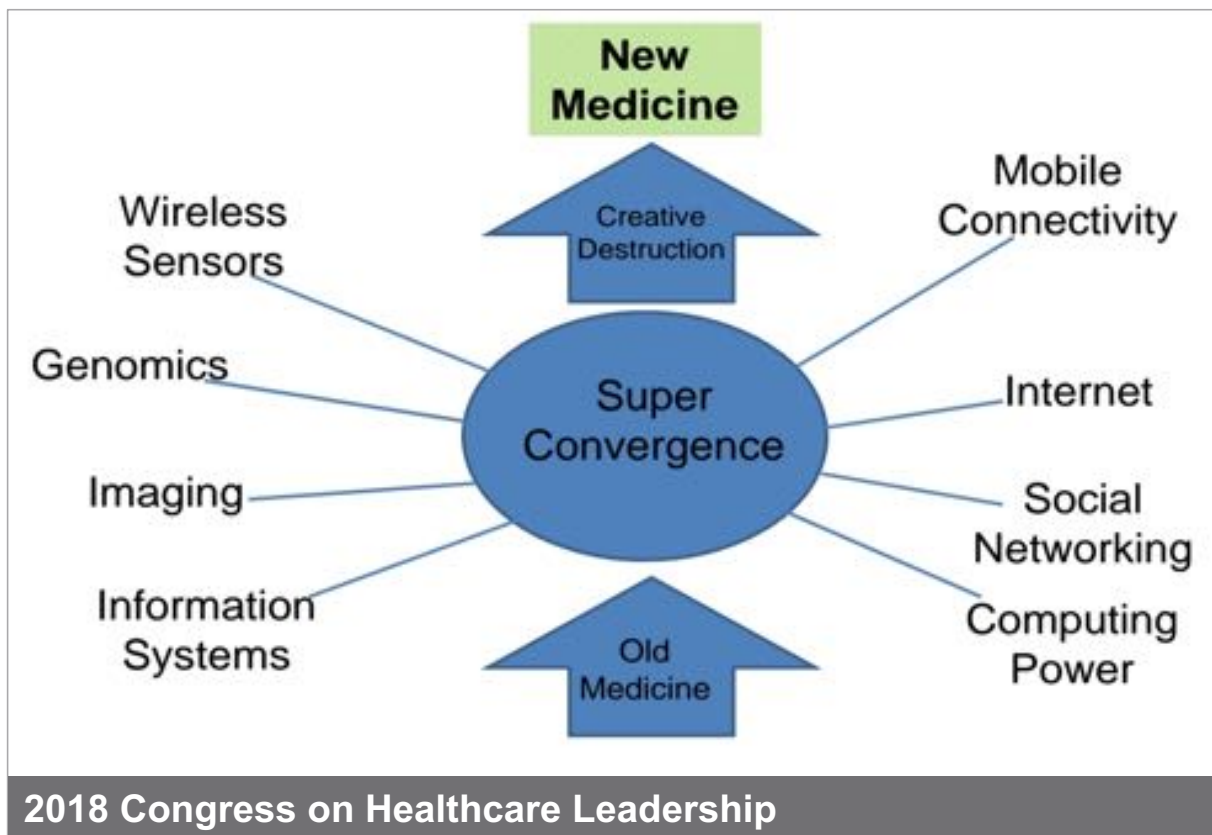 New
Medicine
Creative
Destruction
Wireless
Sensors
Mobile
Connectivity
Genomics
Super
Convergence
Internet
Imaging
Social
Networking
Information
Systems
Old
Medicine
Computing
Power
2018 Congress on Healthcare Leadership